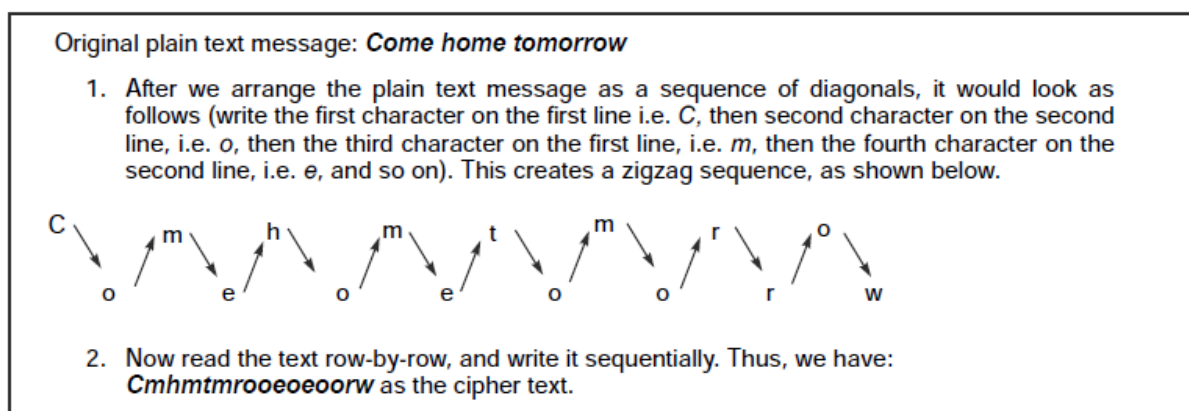 Original plain text message: Come home tomorrow
1. After we arrange the plain text message as a sequence of diagonals, it would look as
follows (write the first character on the first line i.e. C, then second character on the second
line, i.e. o, then the third character on the first line, i.e. m, then the fourth character on the
second line, i.e. e, and so on). This creates a zigzag sequence, as shown below.
C m h m t m r o
o e o e o o r w
2. Now read the text row-by-row, and write it sequentially. Thus, we have:
Cmhmtmrooeoeoorw as the cipher text.